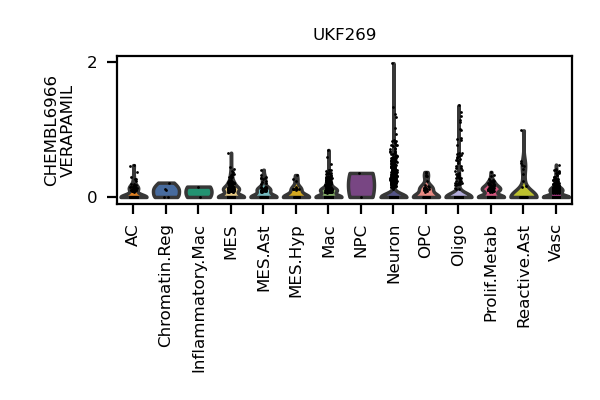 UKF269
CHEMBL6966
VERAPAMIL
2
0
AC
Chromatin.Reg
Inflammatory.Mac
MES
MES.Ast
MES.Hyp
Mac
NPC
Neuron
OPC
Oligo
Prolif.Metab
Reactive.Ast
Vasc